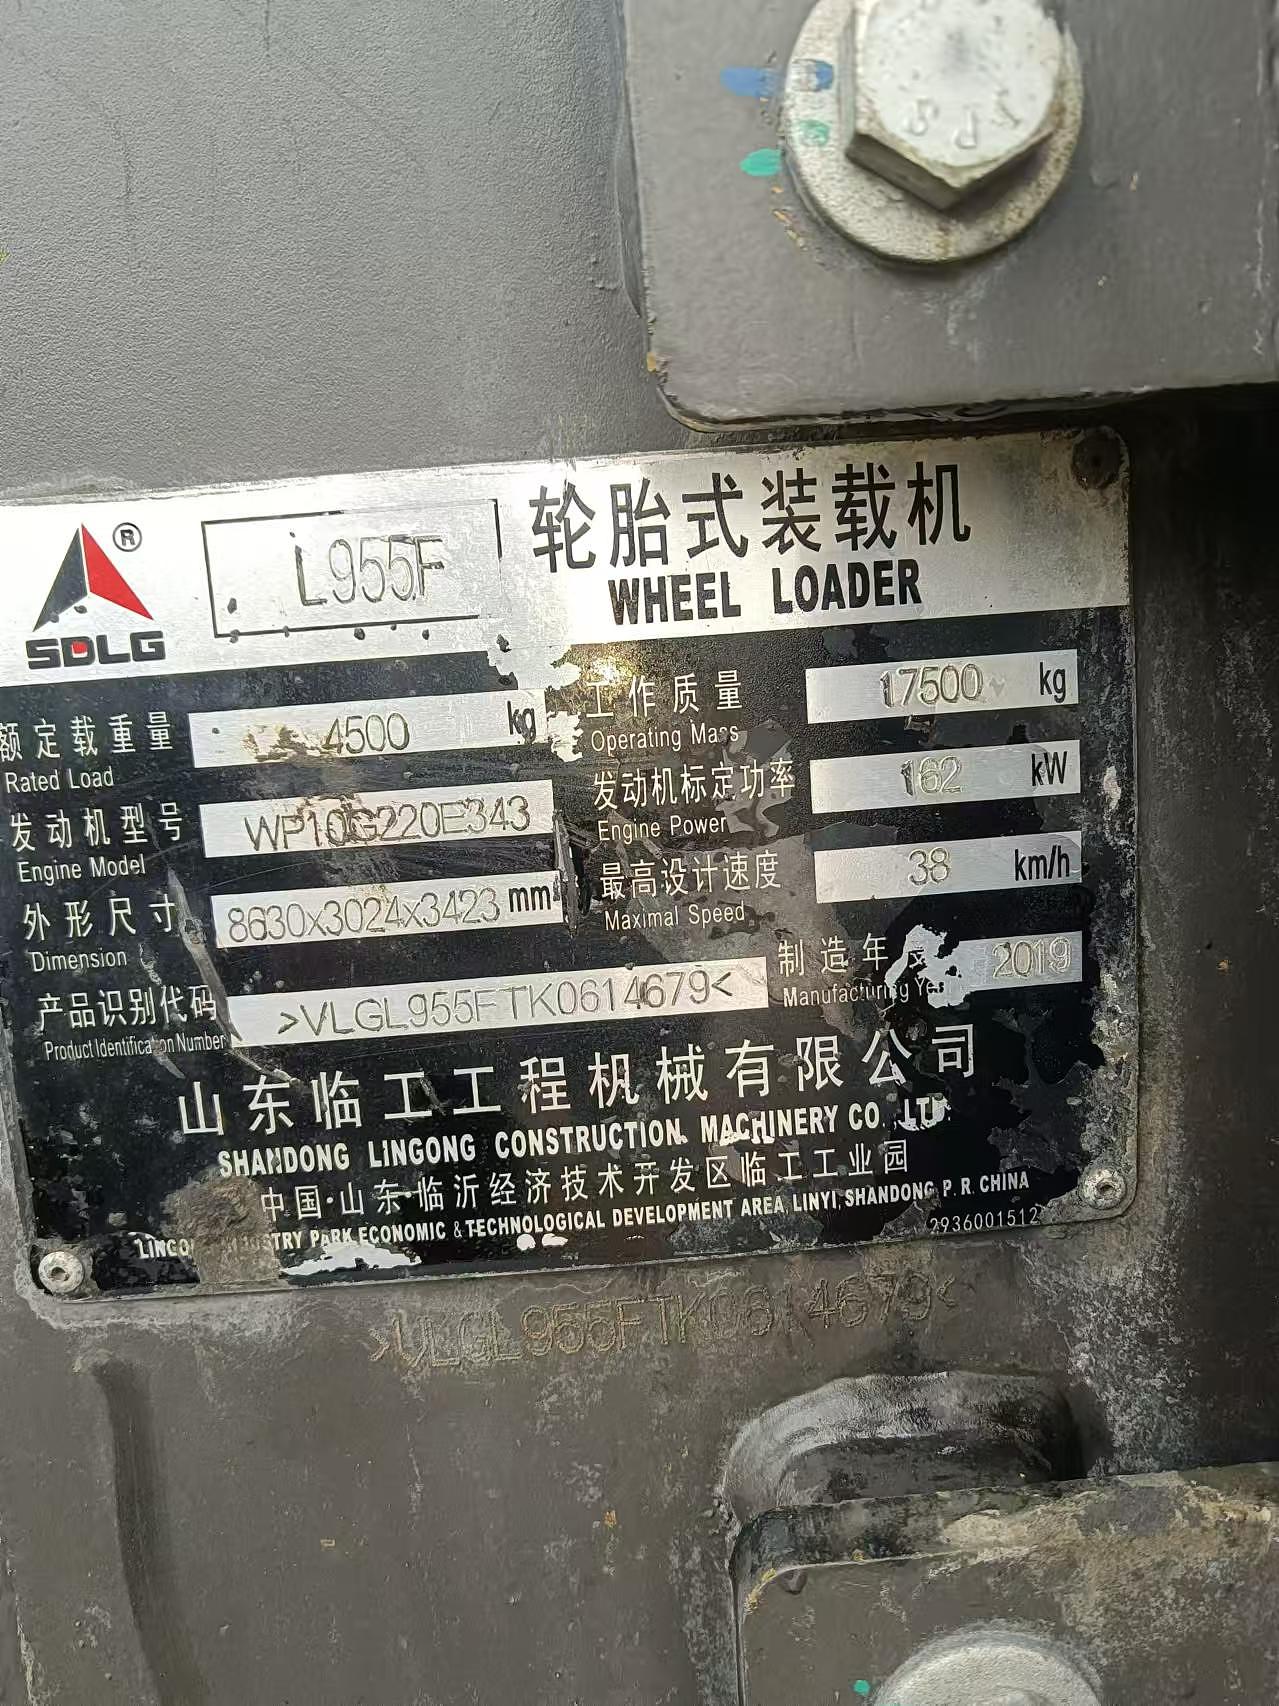 SDLG ®
L955F
轮胎式装载机
WHEEL LOADER
额定载重量 4500 kg
Rated Load
工作质量 17500 kg
Operating Mass
发动机型号 WP10G220E343
Engine Model
发动机标定功率 162 kW
Engine Power
外形尺寸 8630x3024x3423 mm
Dimension
最高设计速度 38 km/h
Maximal Speed
产品识别代码 >VLGL955FTK0614679<
Product Identification Number
制造年 2019
Manufacturing
山东临工工程机械有限公司
SHANDONG LINGONG CONSTRUCTION MACHINERY CO.,LTD
中国·山东·临沂经济技术开发区临工工业园
PARK ECONOMIC & TECHNOLOGICAL DEVELOPMENT AREA, LINYI, SHANDONG, P. R. CHINA
2936001512
>VLGL955FTK0614679<